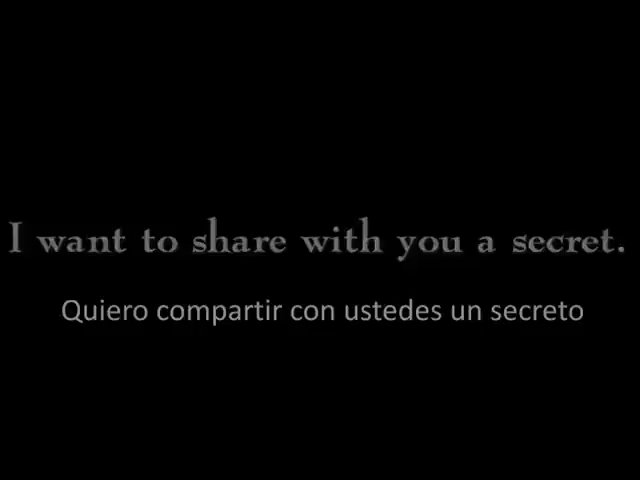 I want to share with you a secret.
Quiero compartir con ustedes un secreto